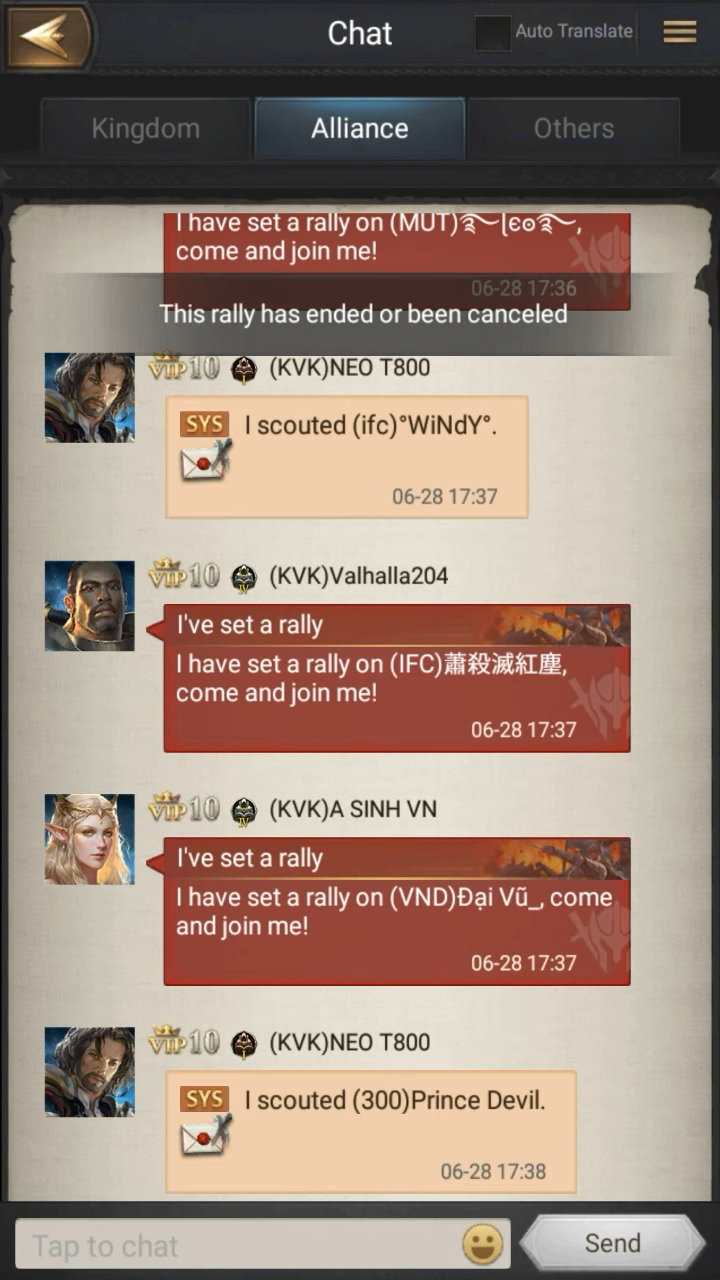 Chat
Auto Translate
Kingdom
Alliance
Others
I have set a rally on (MUT)
come and join me!
06-28 17:36
This rally has ended or been canceled
VIP10 (KVK)NEO T800
SYS I scouted (ifc)°WiNdY°.
06-28 17:37
VIP10 IV (KVK)Valhalla204
I've set a rally
I have set a rally on (IFC)蕭殺滅紅塵,
come and join me!
06-28 17:37
VIP10 IV (KVK)A SINH VN
I've set a rally
I have set a rally on (VND)Đại Vũ_, come
and join me!
06-28 17:37
VIP10 (KVK)NEO T800
SYS I scouted (300)Prince Devil.
06-28 17:38
Tap to chat
Send